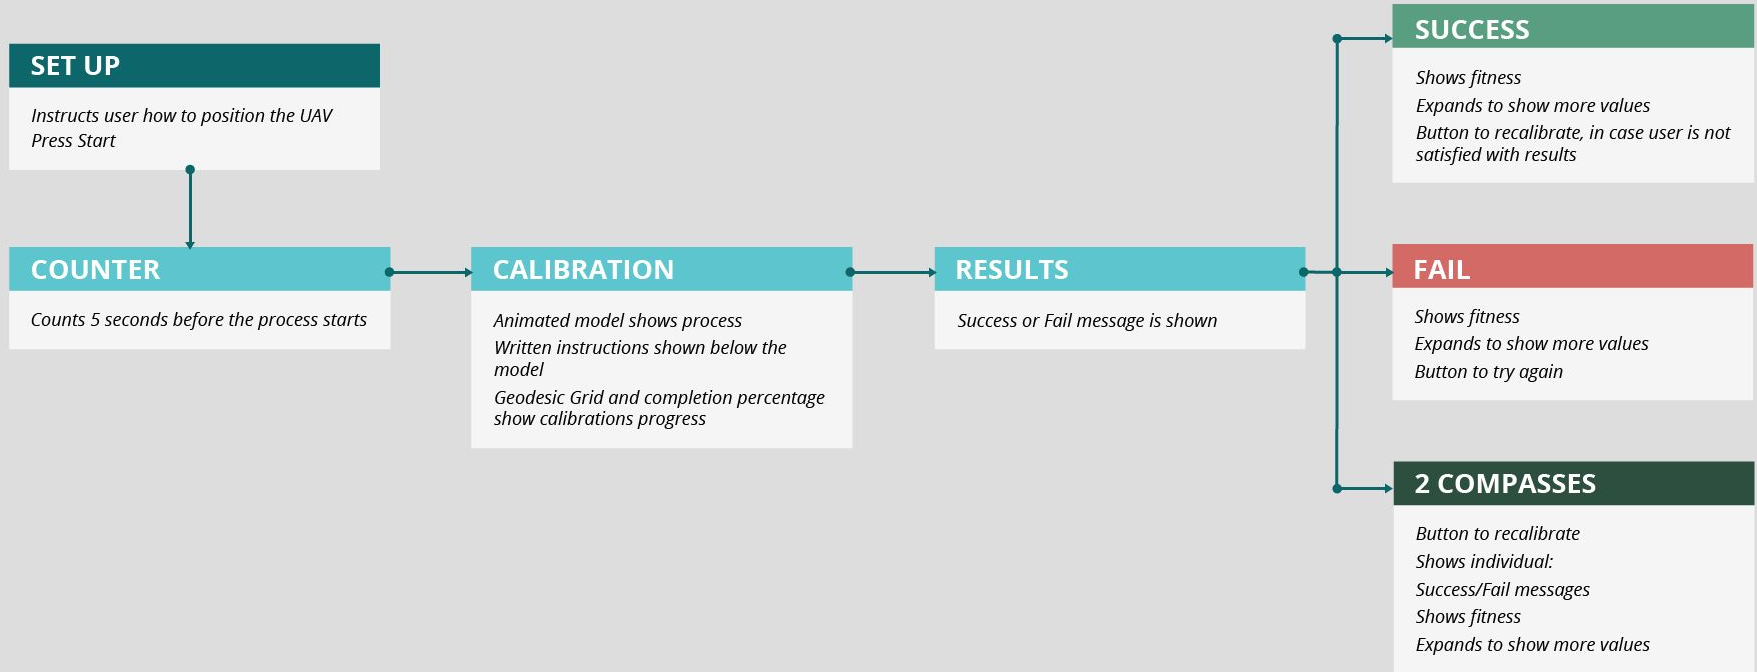 SET UP
Instructs user how to position the UAV
Press Start
COUNTER
Counts 5 seconds before the process starts
CALIBRATION
Animated model shows process
Written instructions shown below the
model
Geodesic Grid and completion percentage
show calibrations progress
RESULTS
Success or Fail message is shown
SUCCESS
Shows fitness
Expands to show more values
Button to recalibrate, in case user is not
satisfied with results
FAIL
Shows fitness
Expands to show more values
Button to try again
2 COMPASSES
Button to recalibrate
Shows individual:
Success/Fail messages
Shows fitness
Expands to show more values